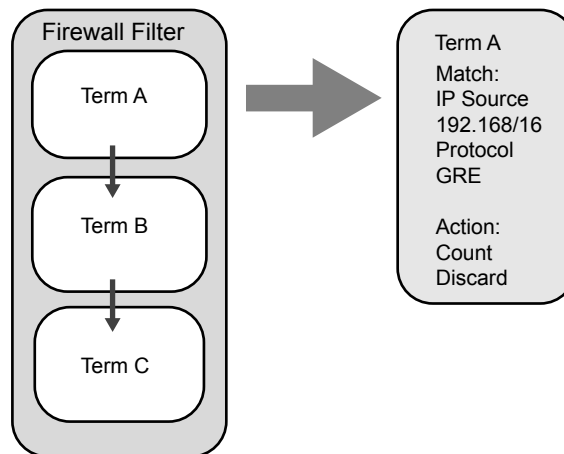 Firewall Filter
Term A
Term B
Term C
Term A
Match:
IP Source
192.168/16
Protocol
GRE
Action:
Count
Discard